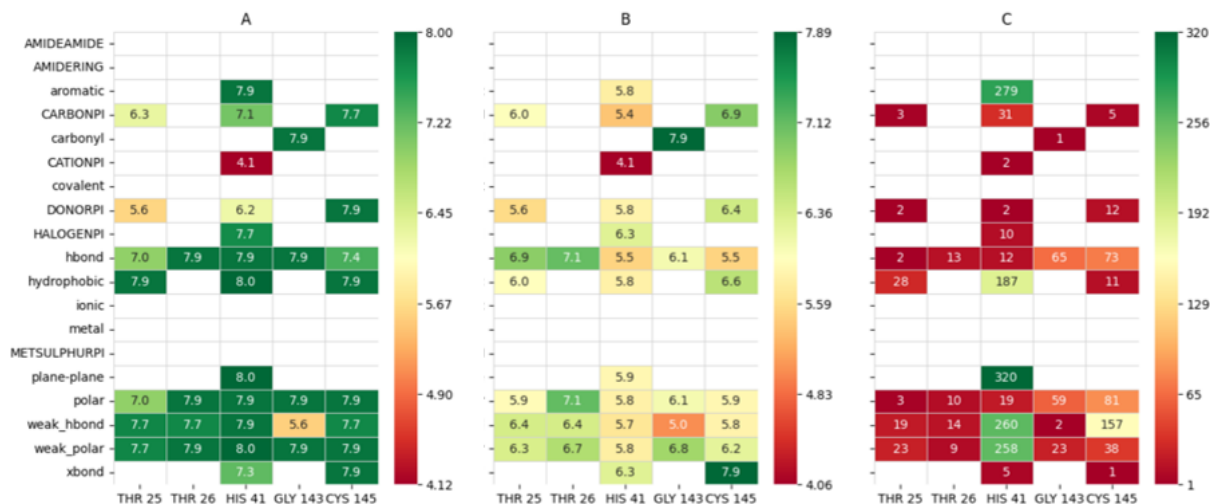 A B C
AMIDEAMIDE
AMIDERING
aromatic 7.9 5.8 279
CARBONPI 6.3 7.1 7.7 6.0 5.4 6.9 3 31 5
carbonyl 7.9 7.9 1
CATIONPI 4.1 4.1 2
covalent
DONORPI 5.6 6.2 7.9 5.6 5.8 6.4 2 2 12
HALOGENPI 7.7 6.3 10
hbond 7.0 7.9 7.9 7.9 7.4 6.9 7.1 5.5 6.1 5.5 2 13 12 65 73
hydrophobic 7.9 8.0 7.9 6.0 5.8 6.6 28 187 11
ionic
metal
METSULPHURPI
plane-plane 8.0 5.9 320
polar 7.0 7.9 7.9 7.9 7.9 5.9 7.1 5.8 6.1 5.9 3 10 19 59 81
weak_hbond 7.7 7.7 7.9 5.6 7.7 6.4 6.4 5.7 5.0 5.8 19 14 260 2 157
weak_polar 7.7 7.9 8.0 7.9 7.9 6.3 6.7 5.8 6.8 6.2 23 9 258 23 38
xbond 7.3 7.9 6.3 7.9 5 1
THR 25 THR 26 HIS 41 GLY 143 CYS 145 THR 25 THR 26 HIS 41 GLY 143 CYS 145 THR 25 THR 26 HIS 41 GLY 143 CYS 145
8.00
7.22
6.45
5.67
4.90
4.12
7.89
7.12
6.36
5.59
4.83
4.06
320
256
192
129
65
1